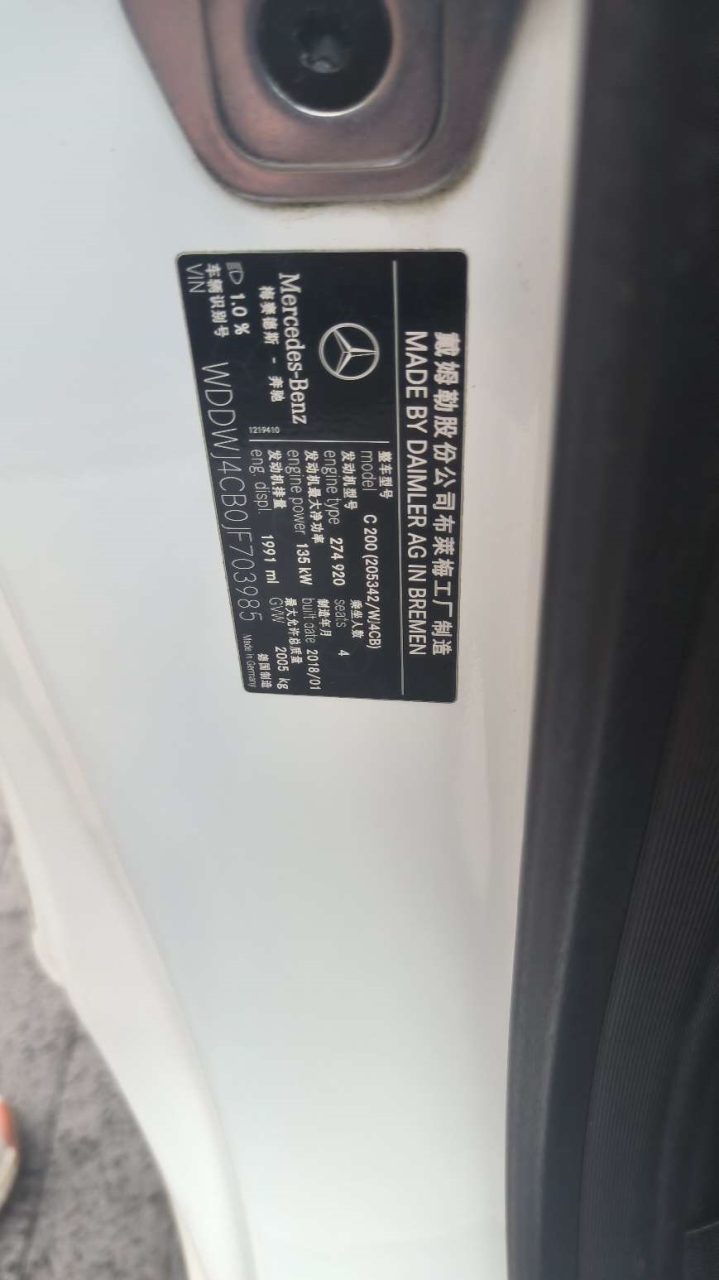 戴姆勒股份公司布莱梅工厂制造
MADE BY DAIMLER AG IN BREMEN
Mercedes-Benz
梅赛德斯 - 奔驰
1219410
整车型号
model C 200 (205342/WJ4CB)
发动机型号 乘坐人数
engine type 274 920 seats 4
发动机最大净功率 制造年月
engine power 135 kW built date 2018/01
发动机排量 最大允许总质量
eng. displ. 1991 ml GVW 2005 kg
1.0 %
车辆识别号
VIN WDDWJ4CB0JF703985
德国制造
Made in Germany